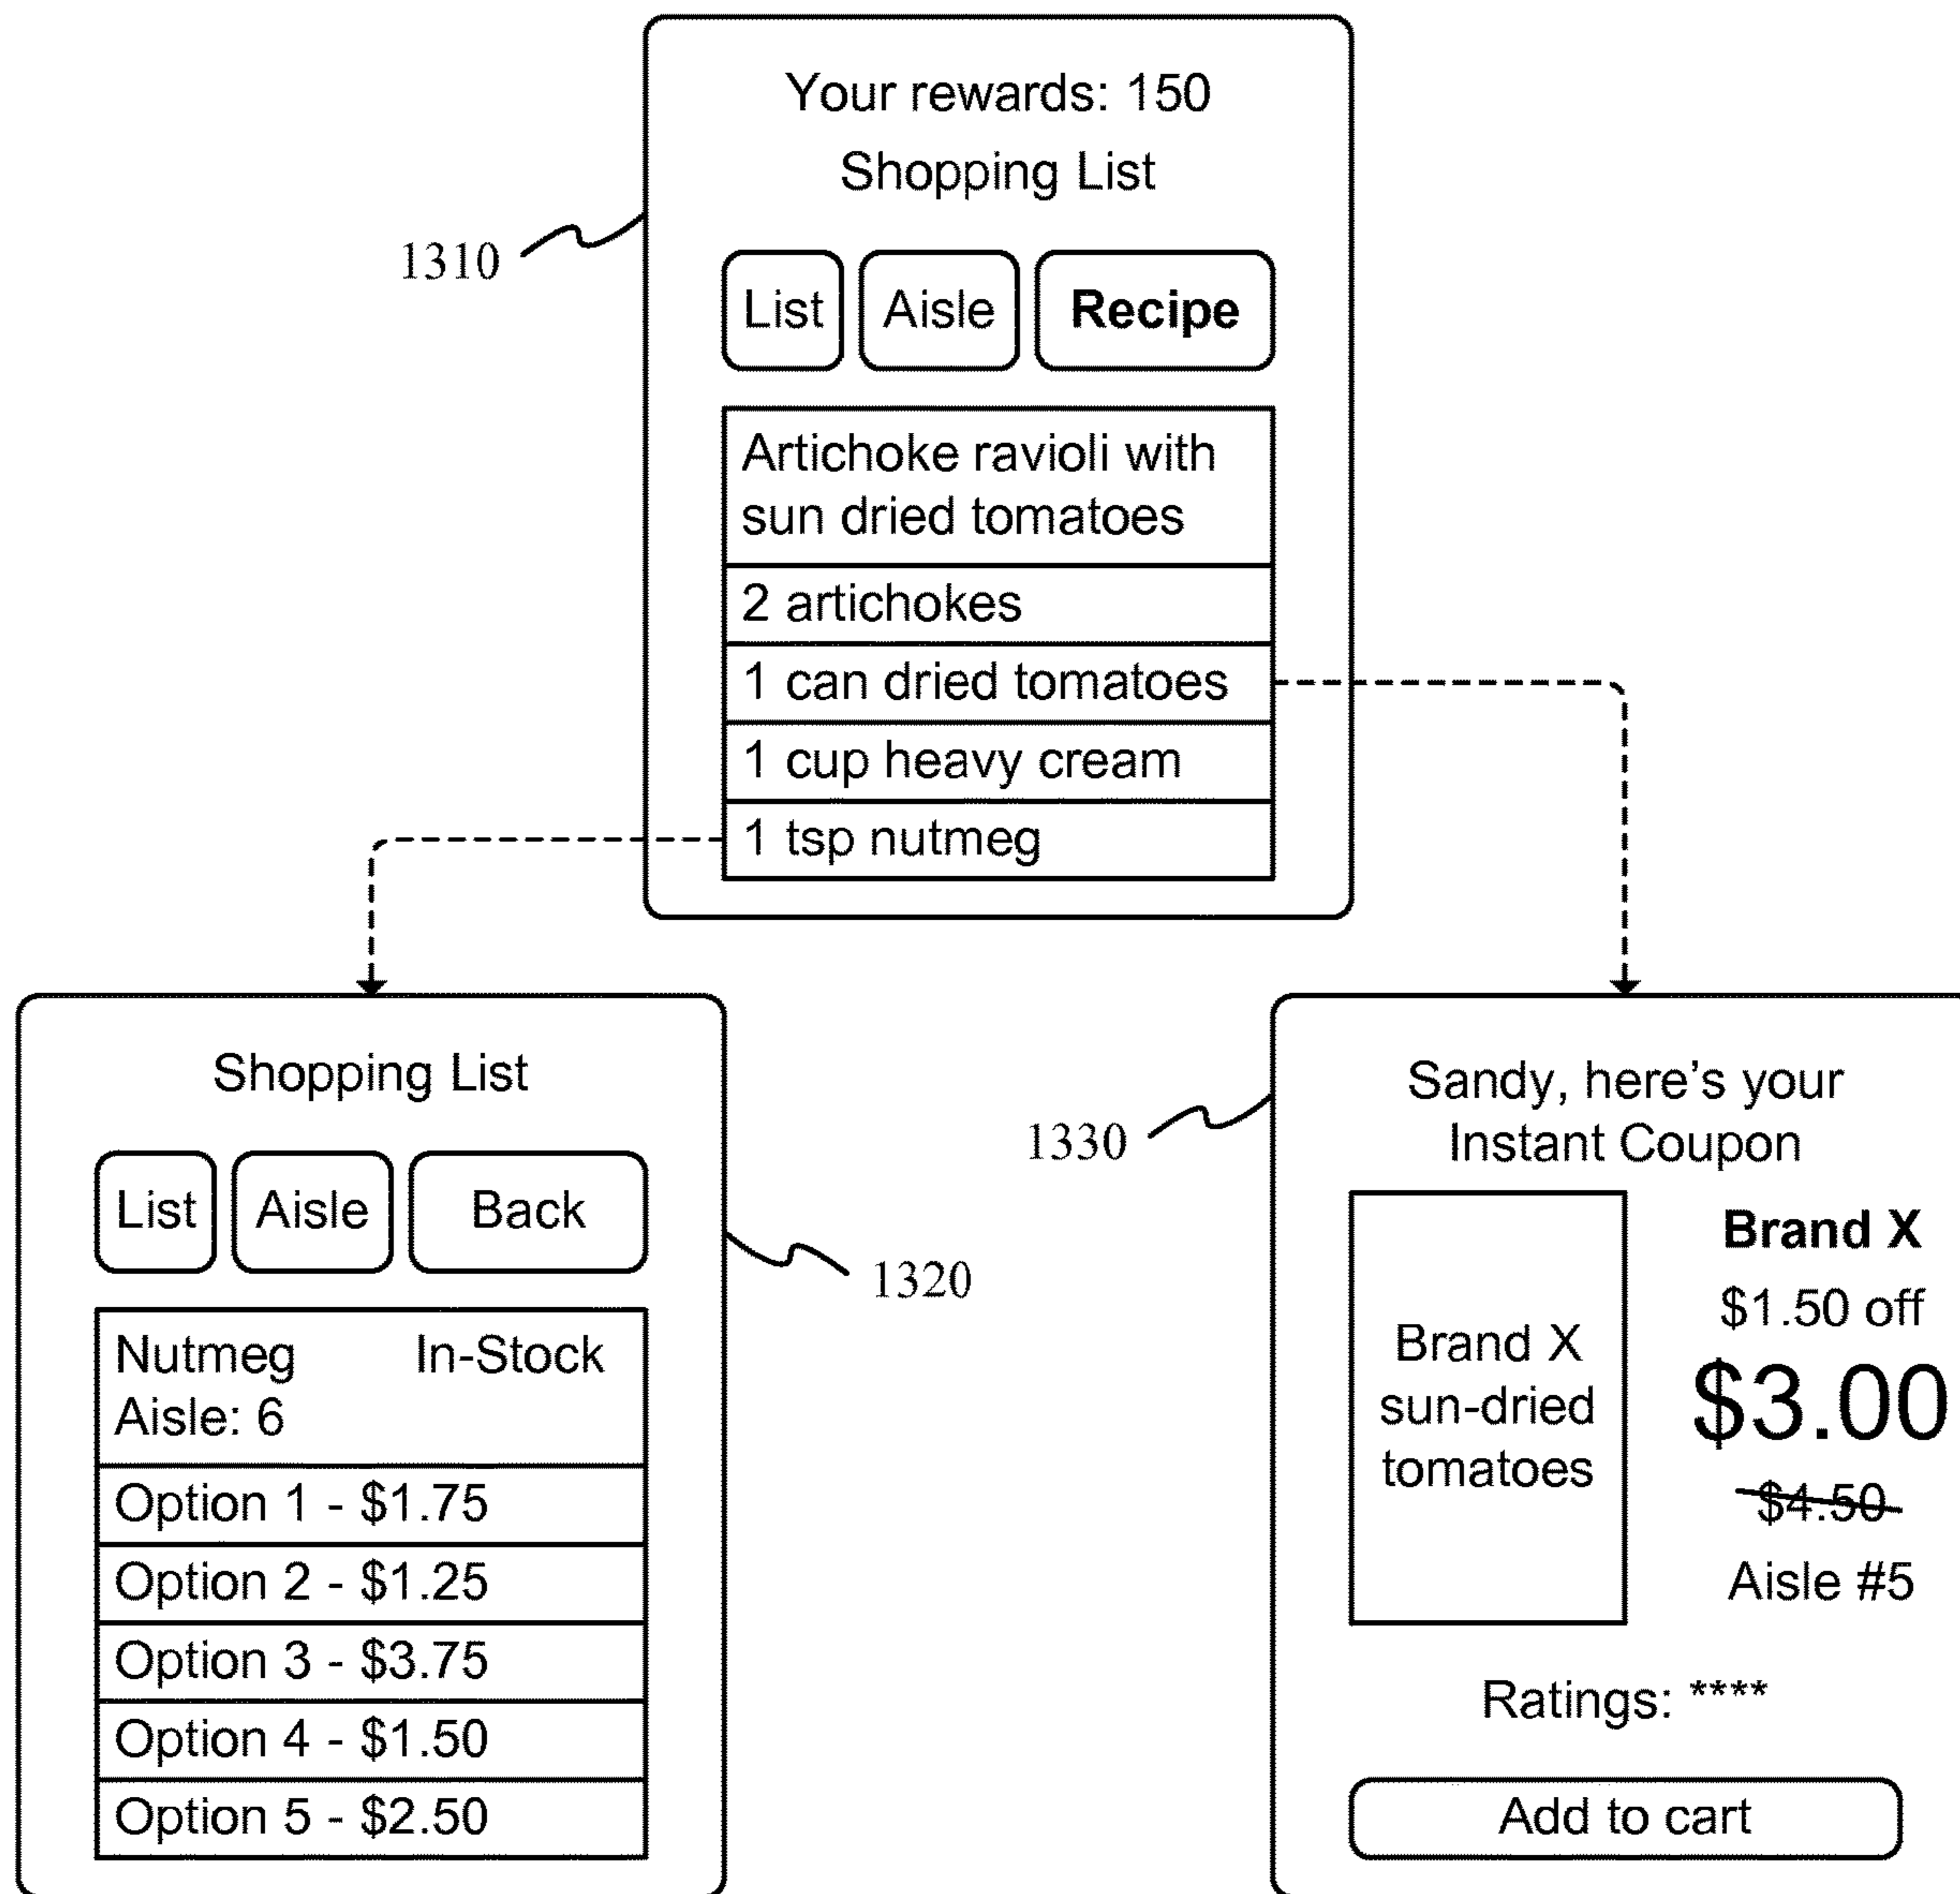 Your rewards: 150
Shopping List
1310
List
Aisle
Recipe
Artichoke ravioli with
sun dried tomatoes
2 artichokes
1 can dried tomatoes
1 cup heavy cream
1 tsp nutmeg
Shopping List
List
Aisle
Back
1320
Nutmeg In-Stock
Aisle: 6
Option 1 - $1.75
Option 2 - $1.25
Option 3 - $3.75
Option 4 - $1.50
Option 5 - $2.50
1330
Sandy, here's your
Instant Coupon
Brand X
sun-dried
tomatoes
Brand X
$1.50 off
$3.00
$4.50
Aisle #5
Ratings: ****
Add to cart